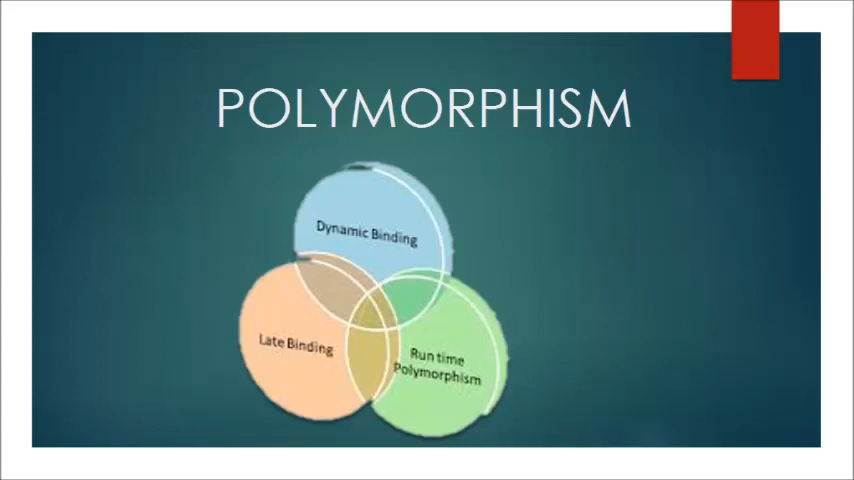 POLYMORPHISM
Dynamic Binding
Late Binding
Run time
Polymorphism